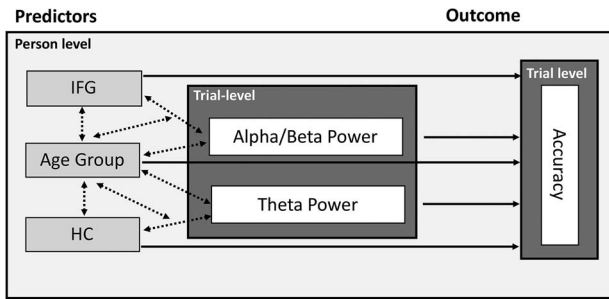 Predictors
Outcome
Person level
IFG
Trial-level
Trial level
Alpha/Beta Power
Age Group
Accuracy
Theta Power
HC